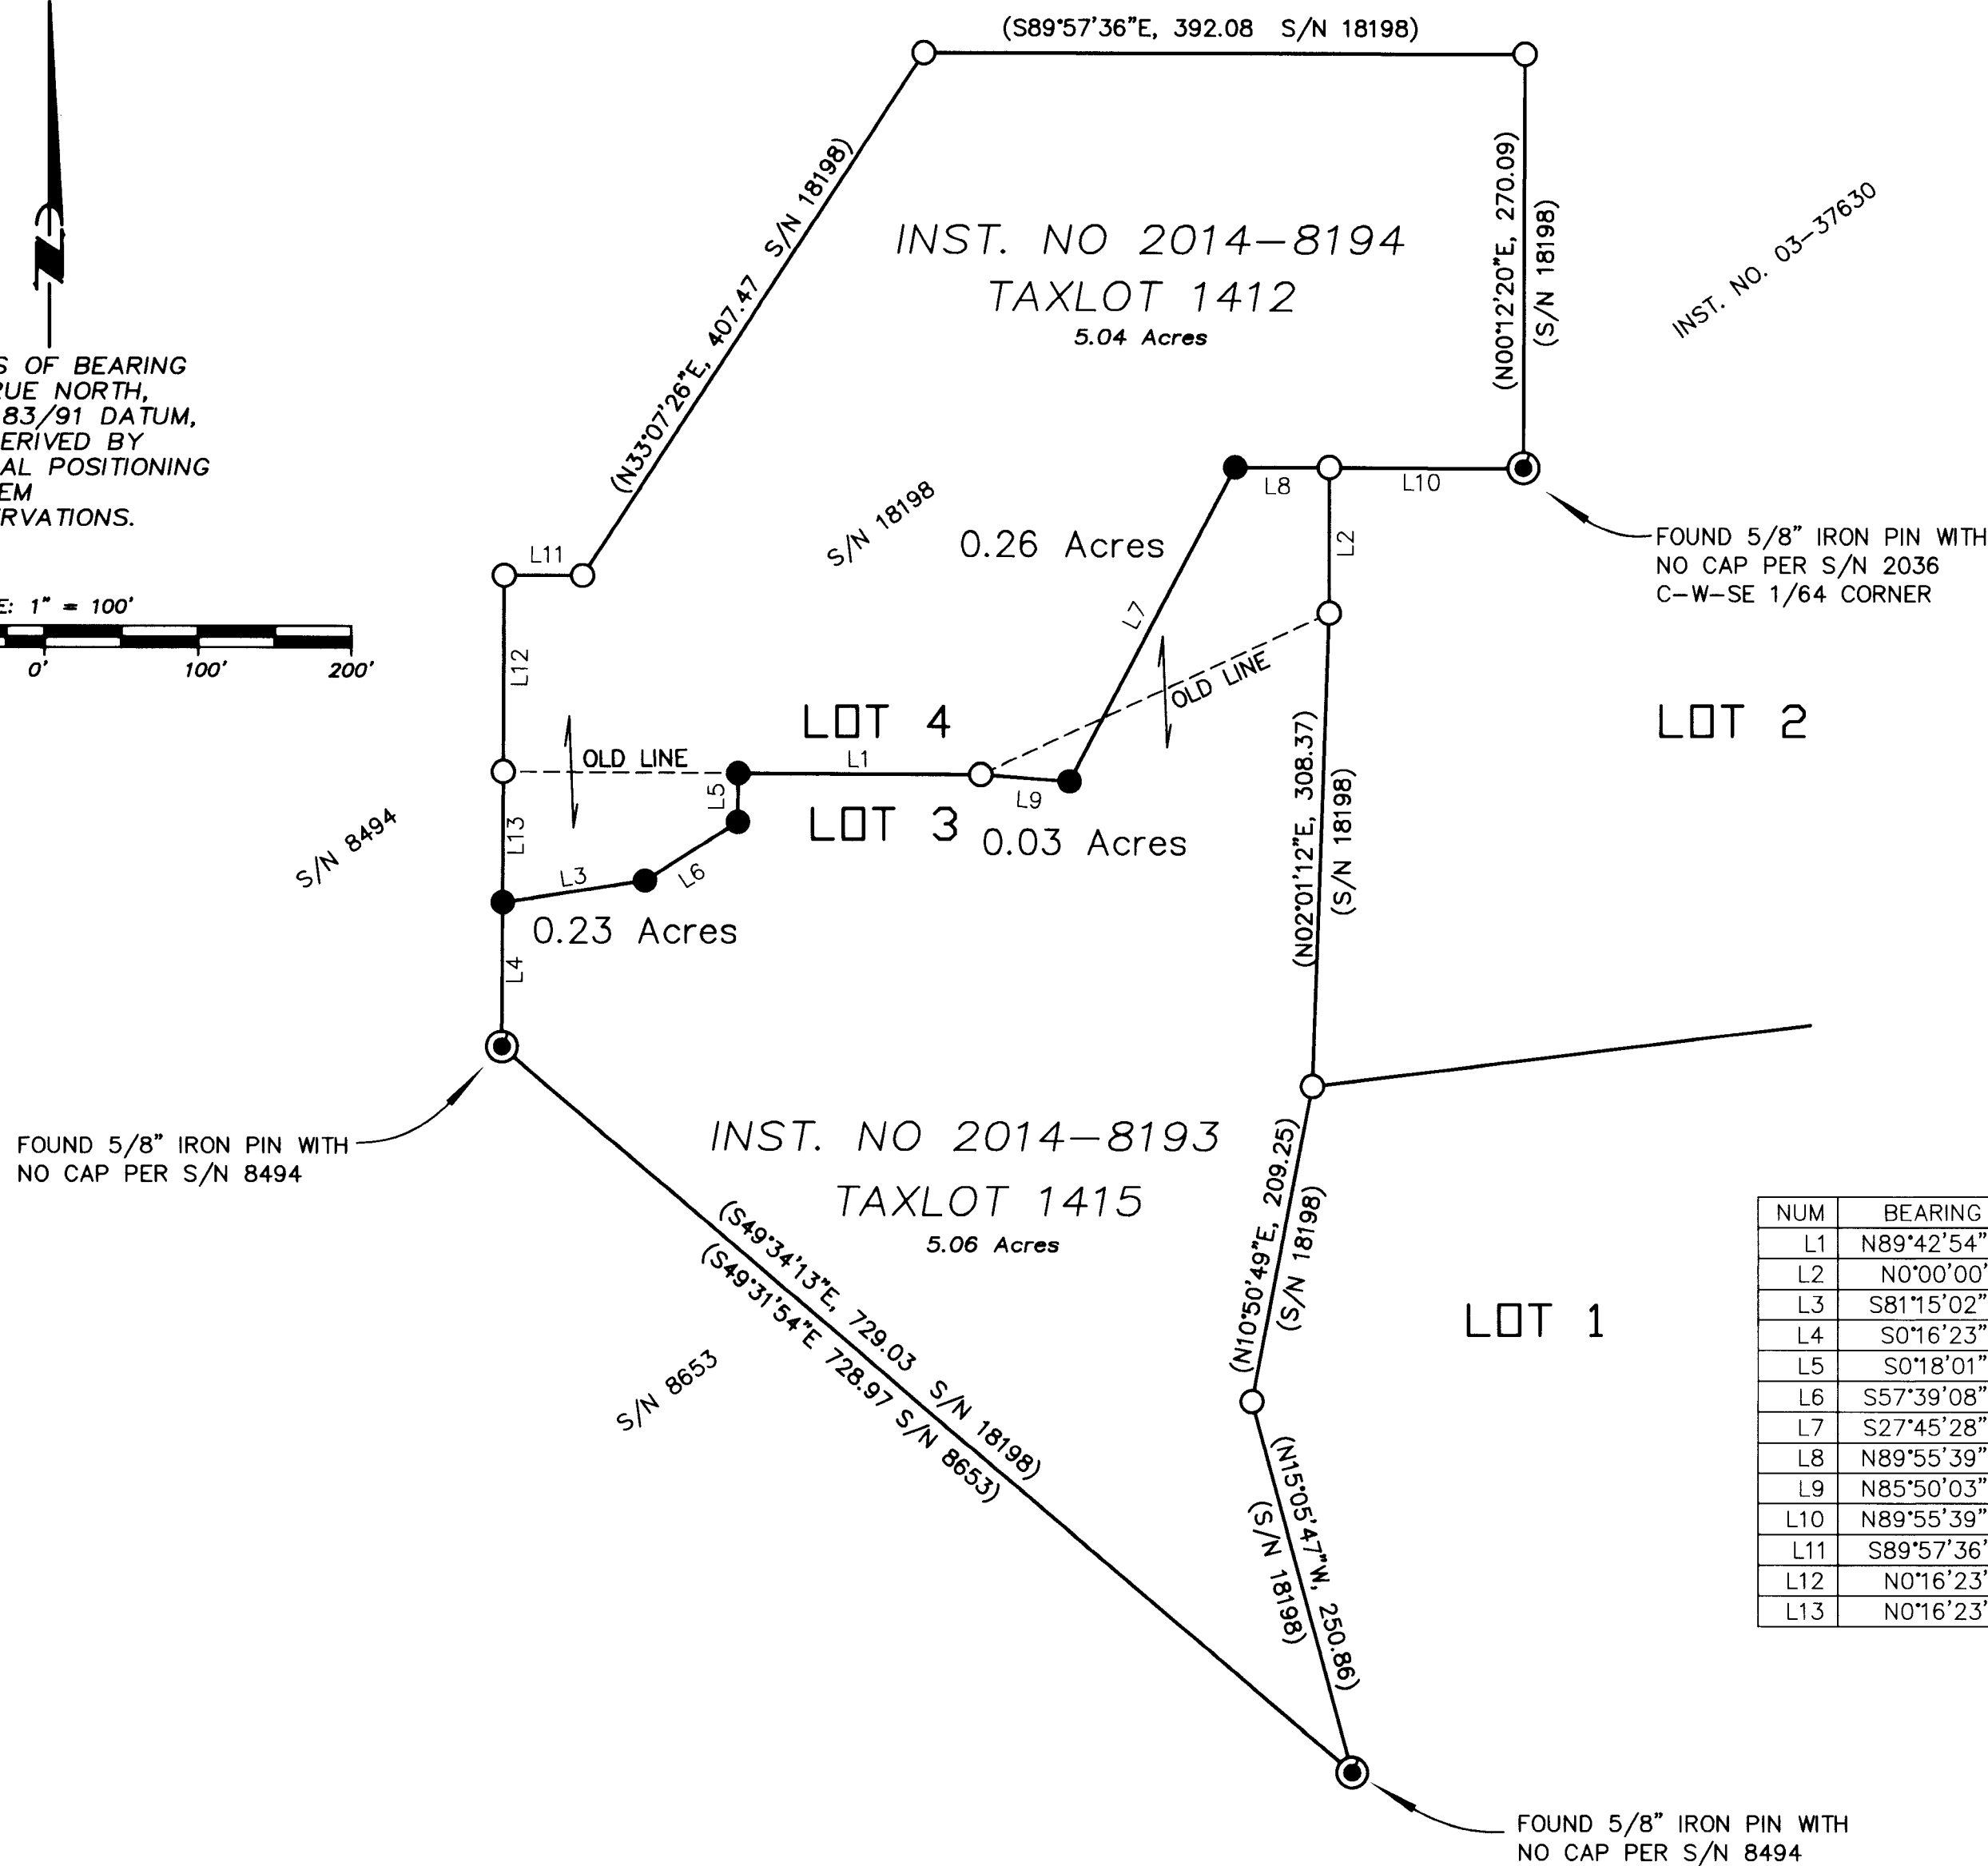 (S89°57'36"E, 392.08 S/N 18198)
(N33°07'26"E, 407.47 S/N 18198)
(N00°12'20"E, 270.09)
(S/N 18198)
INST. NO 2014-8194
TAXLOT 1412
5.04 Acres
INST. NO. 03-37630
N
S OF BEARING
RUE NORTH,
83/91 DATUM,
ERIVED BY
AL POSITIONING
EM
RVATIONS.
E: 1" = 100'
0' 100' 200'
L11
S/N 18198
0.26 Acres
L8
L10
L2
FOUND 5/8" IRON PIN WITH
NO CAP PER S/N 2036
C-W-SE 1/64 CORNER
L12
L7
OLD LINE
LOT 4
LOT 2
OLD LINE
L1
L5
L9
LOT 3
0.03 Acres
(N02°01'12"E, 308.37)
(S/N 18198)
S/N 8494
L13
L3
L6
0.23 Acres
L4
FOUND 5/8" IRON PIN WITH
NO CAP PER S/N 8494
INST. NO 2014-8193
TAXLOT 1415
5.06 Acres
(S49°34'13"E, 729.03 S/N 18198)
(S49°31'54"E 728.97 S/N 8653)
S/N 8653
(N10°50'49"E, 209.25)
(S/N 18198)
LOT 1
(N15°05'47"W, 250.86)
(S/N 18198)
NUM BEARING
L1 N89°42'54"
L2 N0°00'00'
L3 S81°15'02"
L4 S0°16'23"
L5 S0°18'01"
L6 S57°39'08"
L7 S27°45'28"
L8 N89°55'39"
L9 N85°50'03"
L10 N89°55'39"
L11 S89°57'36'
L12 N0°16'23'
L13 N0°16'23'
FOUND 5/8" IRON PIN WITH
NO CAP PER S/N 8494